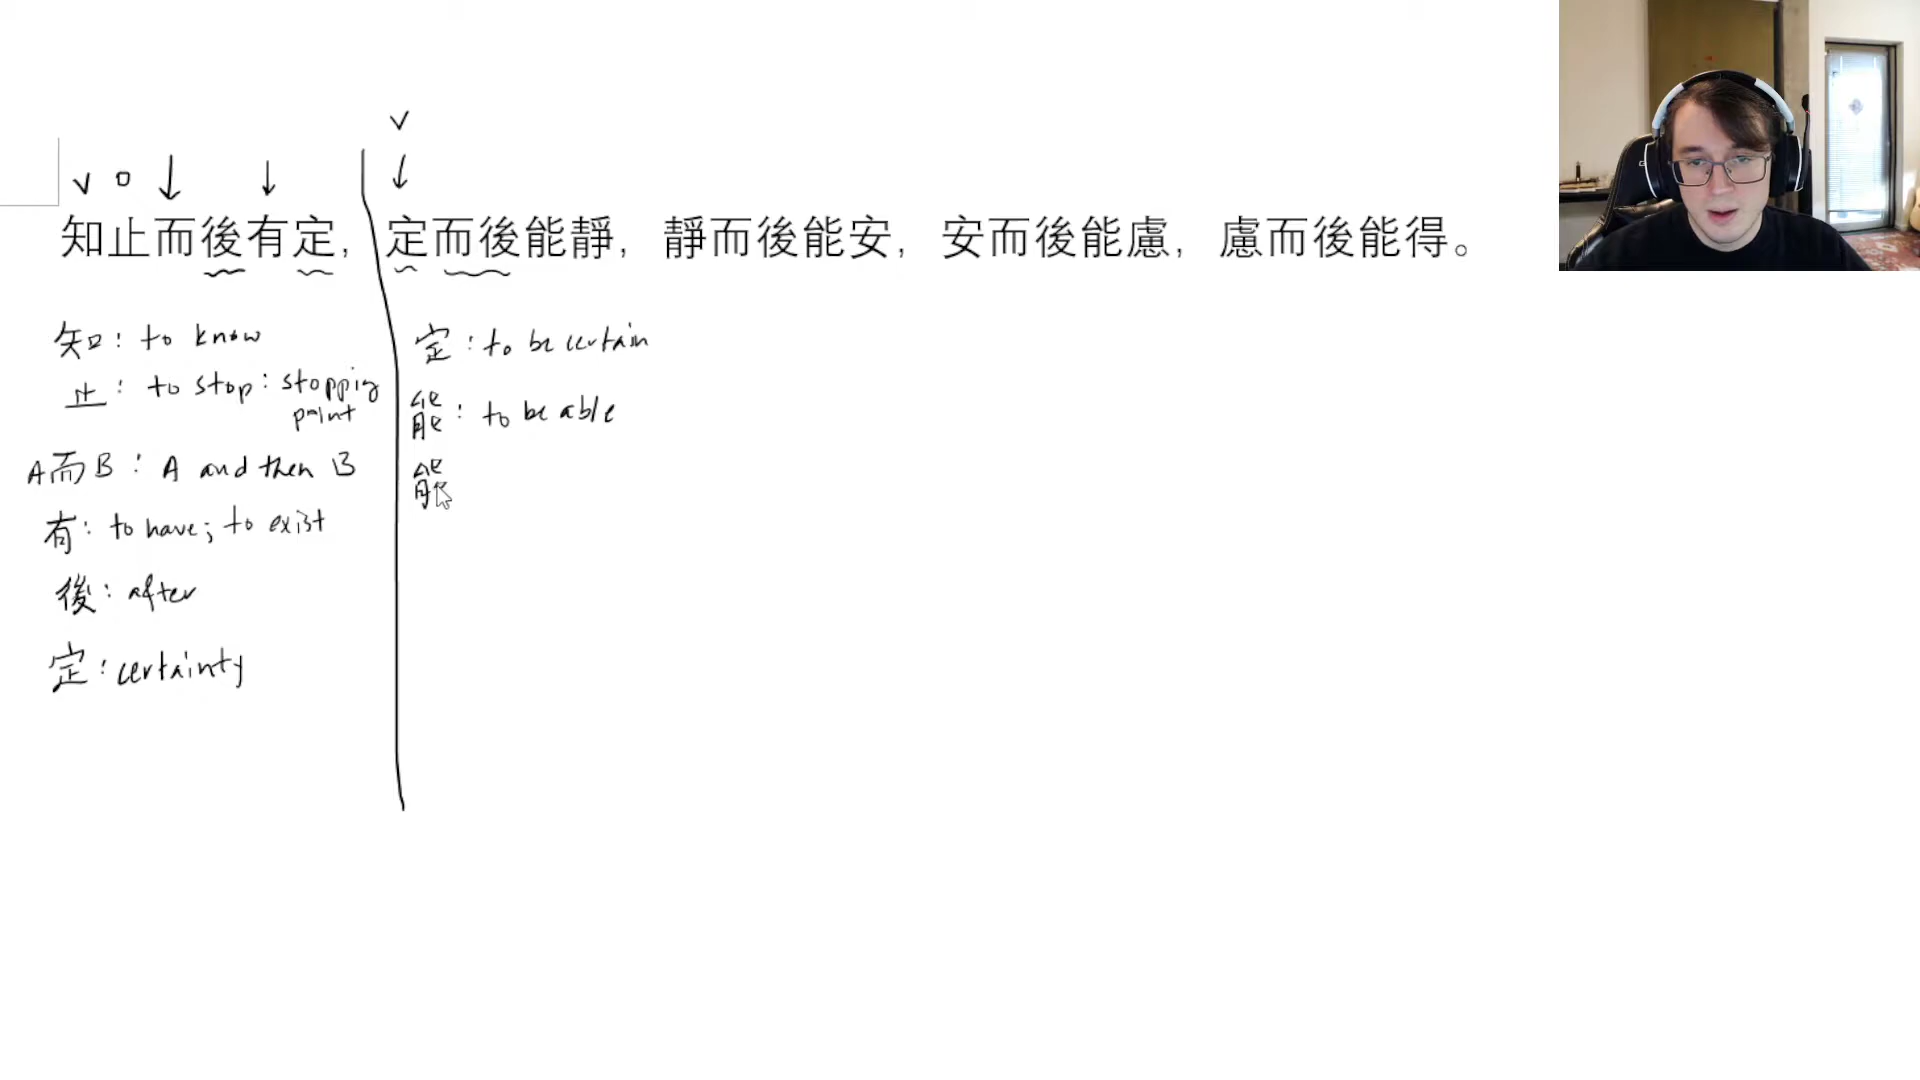 v o v
知止而後有定，定而後能靜，靜而後能安，安而後能慮，慮而後能得。
知: to know
止: to stop: stopping
point
A而B: A and then B
有: to have; to exist
後: after
定: certainty
定: to be certain
能: to be able
能